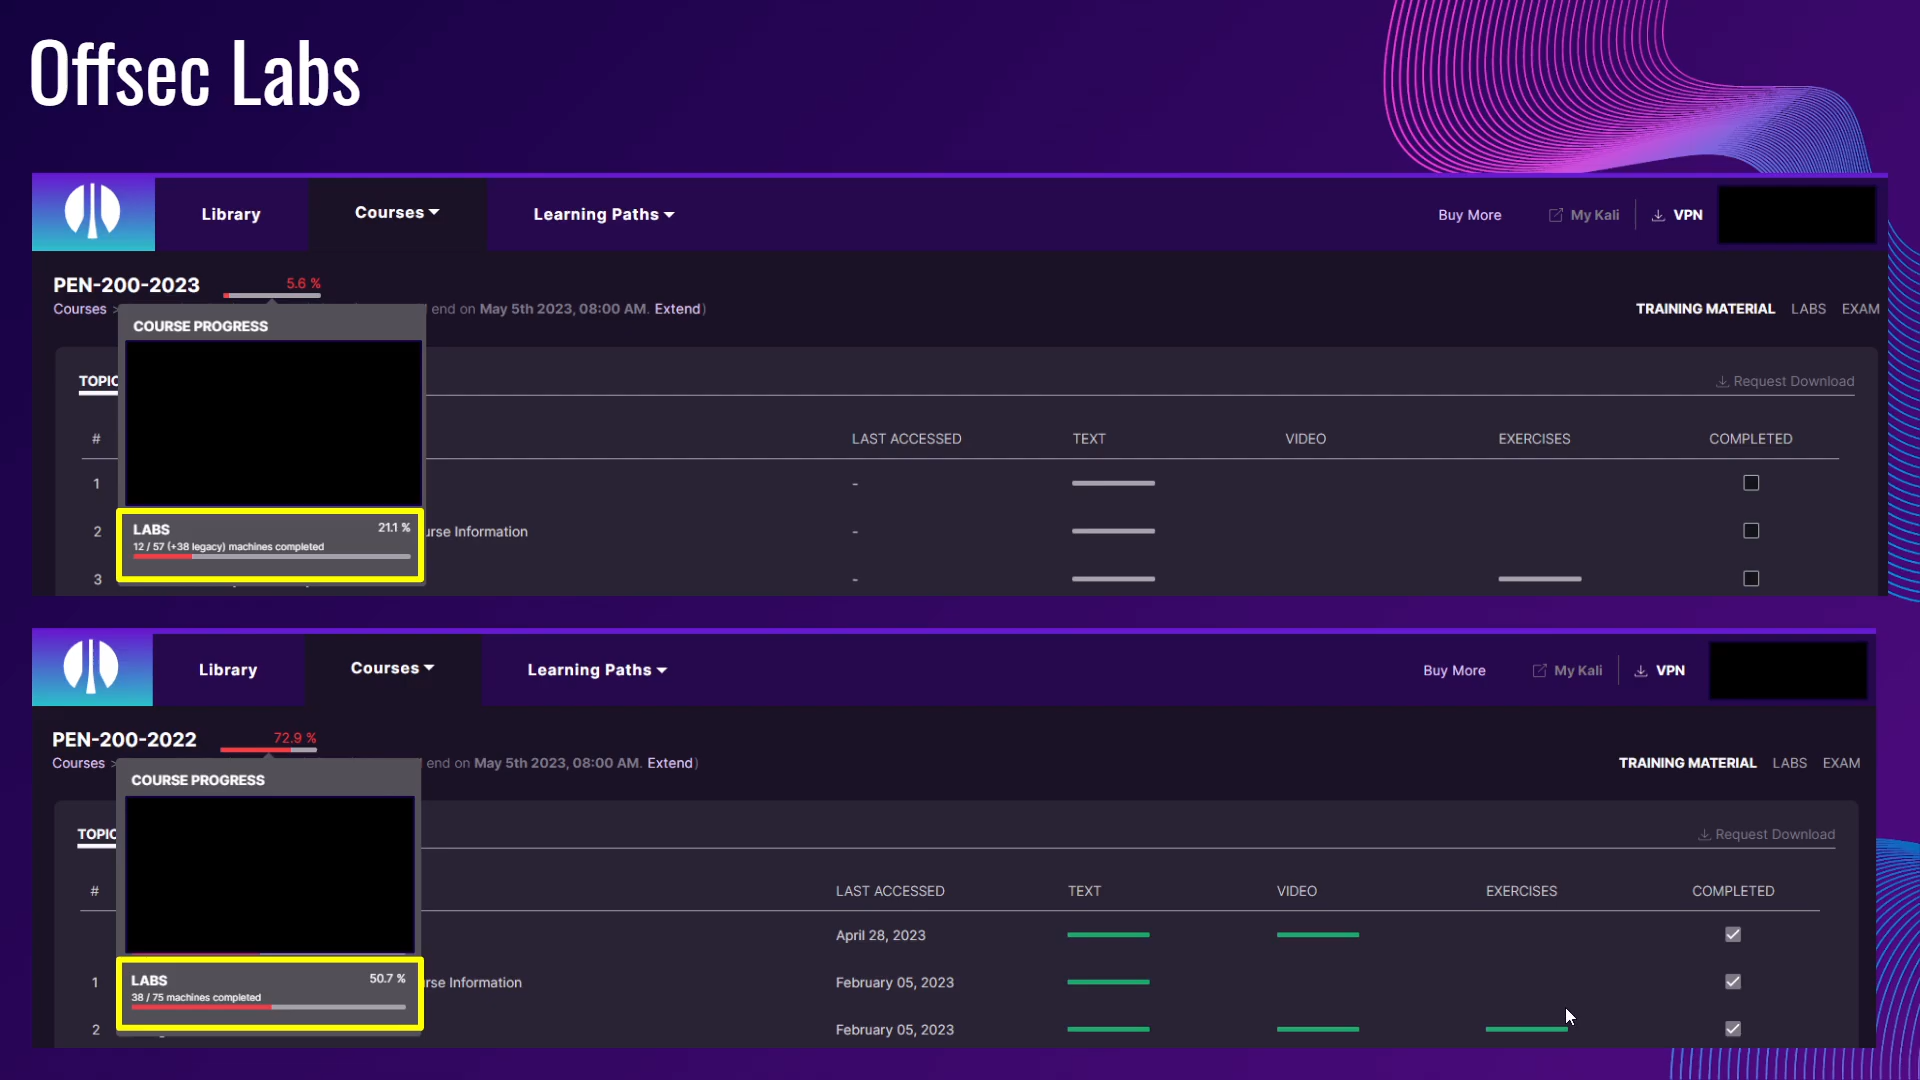 Offsec Labs
Library Courses Learning Paths Buy More My Kali VPN
PEN-200-2023 5.6 %
Courses > end on May 5th 2023, 08:00 AM. Extend) TRAINING MATERIAL LABS EXAM
COURSE PROGRESS
TOPIC Request Download
# LAST ACCESSED TEXT VIDEO EXERCISES COMPLETED
1 -
LABS 21.1 %
2 urse Information -
12 / 57 (+38 legacy) machines completed
3 -
Library Courses Learning Paths Buy More My Kali VPN
PEN-200-2022 72.9 %
Courses > end on May 5th 2023, 08:00 AM. Extend) TRAINING MATERIAL LABS EXAM
COURSE PROGRESS
TOPIC Request Download
# LAST ACCESSED TEXT VIDEO EXERCISES COMPLETED
April 28, 2023
LABS 50.7 %
1 rse Information February 05, 2023
38 / 75 machines completed
2 February 05, 2023